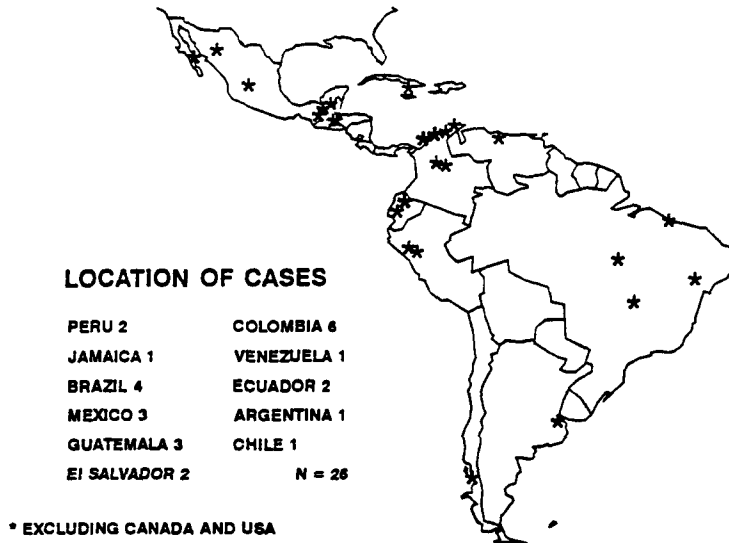 LOCATION OF CASES
PERU 2 COLOMBIA 6
JAMAICA 1 VENEZUELA 1
BRAZIL 4 ECUADOR 2
MEXICO 3 ARGENTINA 1
GUATEMALA 3 CHILE 1
El SALVADOR 2 N = 26
* EXCLUDING CANADA AND USA